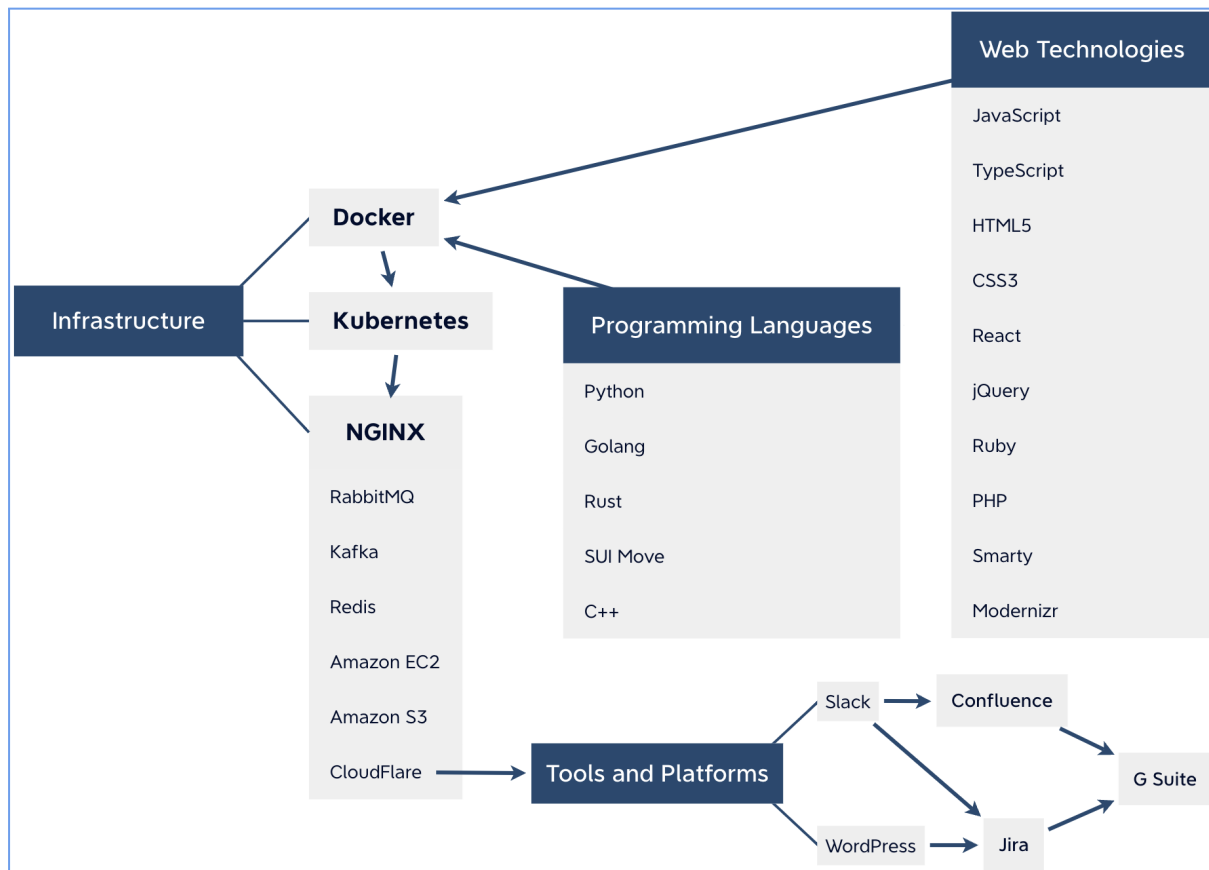 Web Technologies
JavaScript
TypeScript
HTML5
CSS3
React
jQuery
Ruby
PHP
Smarty
Modernizr
Infrastructure
Docker
Kubernetes
NGINX
RabbitMQ
Kafka
Redis
Amazon EC2
Amazon S3
CloudFlare
Programming Languages
Python
Golang
Rust
SUI Move
C++
Tools and Platforms
Slack
Confluence
WordPress
Jira
G Suite